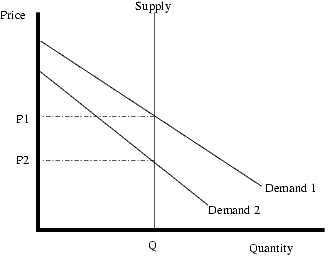 Supply
Price
P1
P2
Demand 1
Demand 2
Q
Quantity